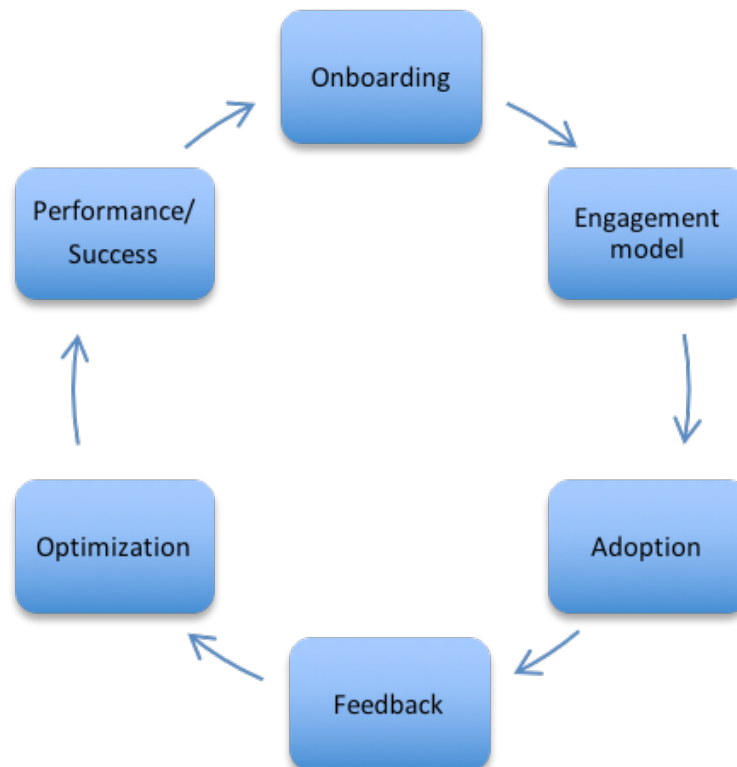 Onboarding
Engagement
model
Adoption
Feedback
Optimization
Performance/
Success